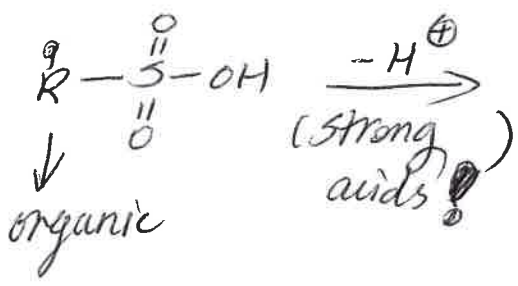 O
R — S — OH
O
− H ⊕
(strong
acids!)
organic